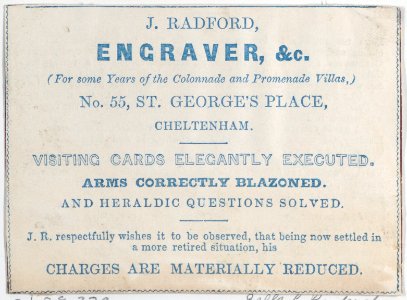 J. RADFORD,
ENGRAVER, &c.
(For some Years of the Colonnade and Promenade Villas,)
No. 55, ST. GEORGE'S PLACE,
CHELTENHAM.
VISITING CARDS ELEGANTLY EXECUTED.
ARMS CORRECTLY BLAZONED.
AND HERALDIC QUESTIONS SOLVED.
J. R. respectfully wishes it to be observed, that being now settled in
a more retired situation, his
CHARGES ARE MATERIALLY REDUCED.